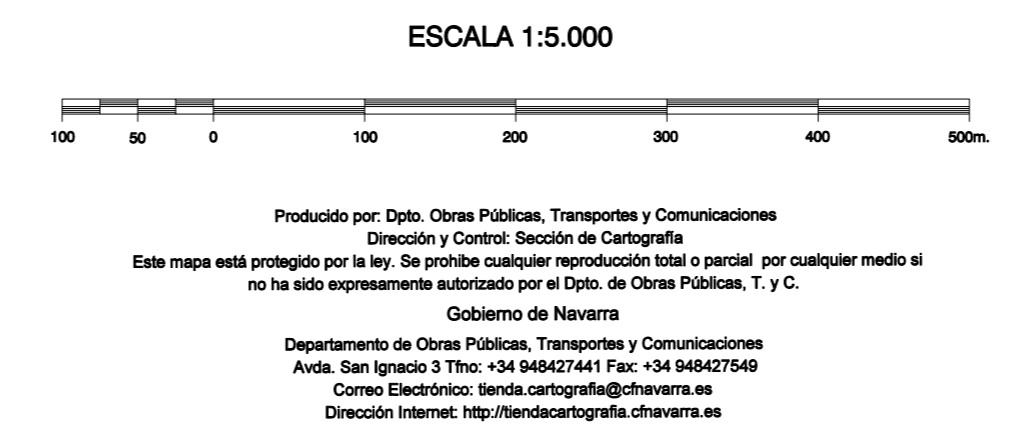 ESCALA 1:5.000
100 50 0 100 200 300 400 500m.
Producido por: Dpto. Obras Públicas, Transportes y Comunicaciones
Dirección y Control: Sección de Cartografía
Este mapa está protegido por la ley. Se prohibe cualquier reproducción total o parcial por cualquier medio si
no ha sido expresamente autorizado por el Dpto. de Obras Públicas, T. y C.
Gobierno de Navarra
Departamento de Obras Públicas, Transportes y Comunicaciones
Avda. San Ignacio 3 Tfno: +34 948427441 Fax: +34 948427549
Correo Electrónico: tienda.cartografia@cfnavarra.es
Dirección Internet: http://tiendacartografia.cfnavarra.es